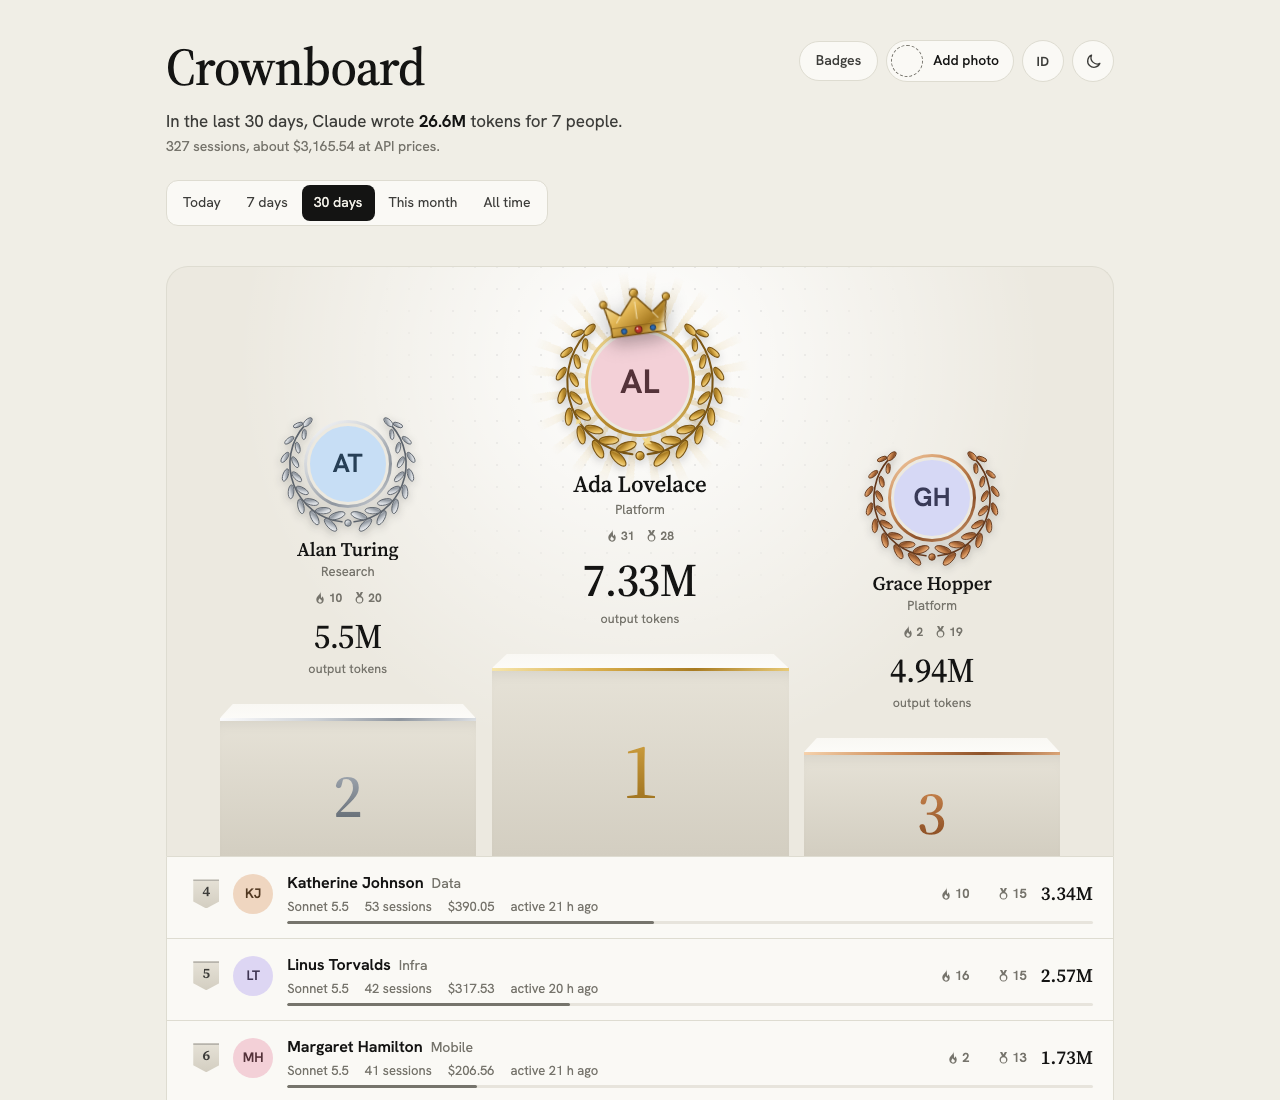 Crownboard
Badges
Add photo
ID
In the last 30 days, Claude wrote 26.6M tokens for 7 people.
327 sessions, about $3,165.54 at API prices.
Today 7 days 30 days This month All time
AL
Ada Lovelace
Platform
31 28
7.33M
output tokens
1
AT
Alan Turing
Research
10 20
5.5M
output tokens
2
GH
Grace Hopper
Platform
2 19
4.94M
output tokens
3
4 KJ Katherine Johnson Data
Sonnet 5.5 53 sessions $390.05 active 21 h ago
10 15 3.34M
5 LT Linus Torvalds Infra
Sonnet 5.5 42 sessions $317.53 active 20 h ago
16 15 2.57M
6 MH Margaret Hamilton Mobile
Sonnet 5.5 41 sessions $206.56 active 21 h ago
2 13 1.73M